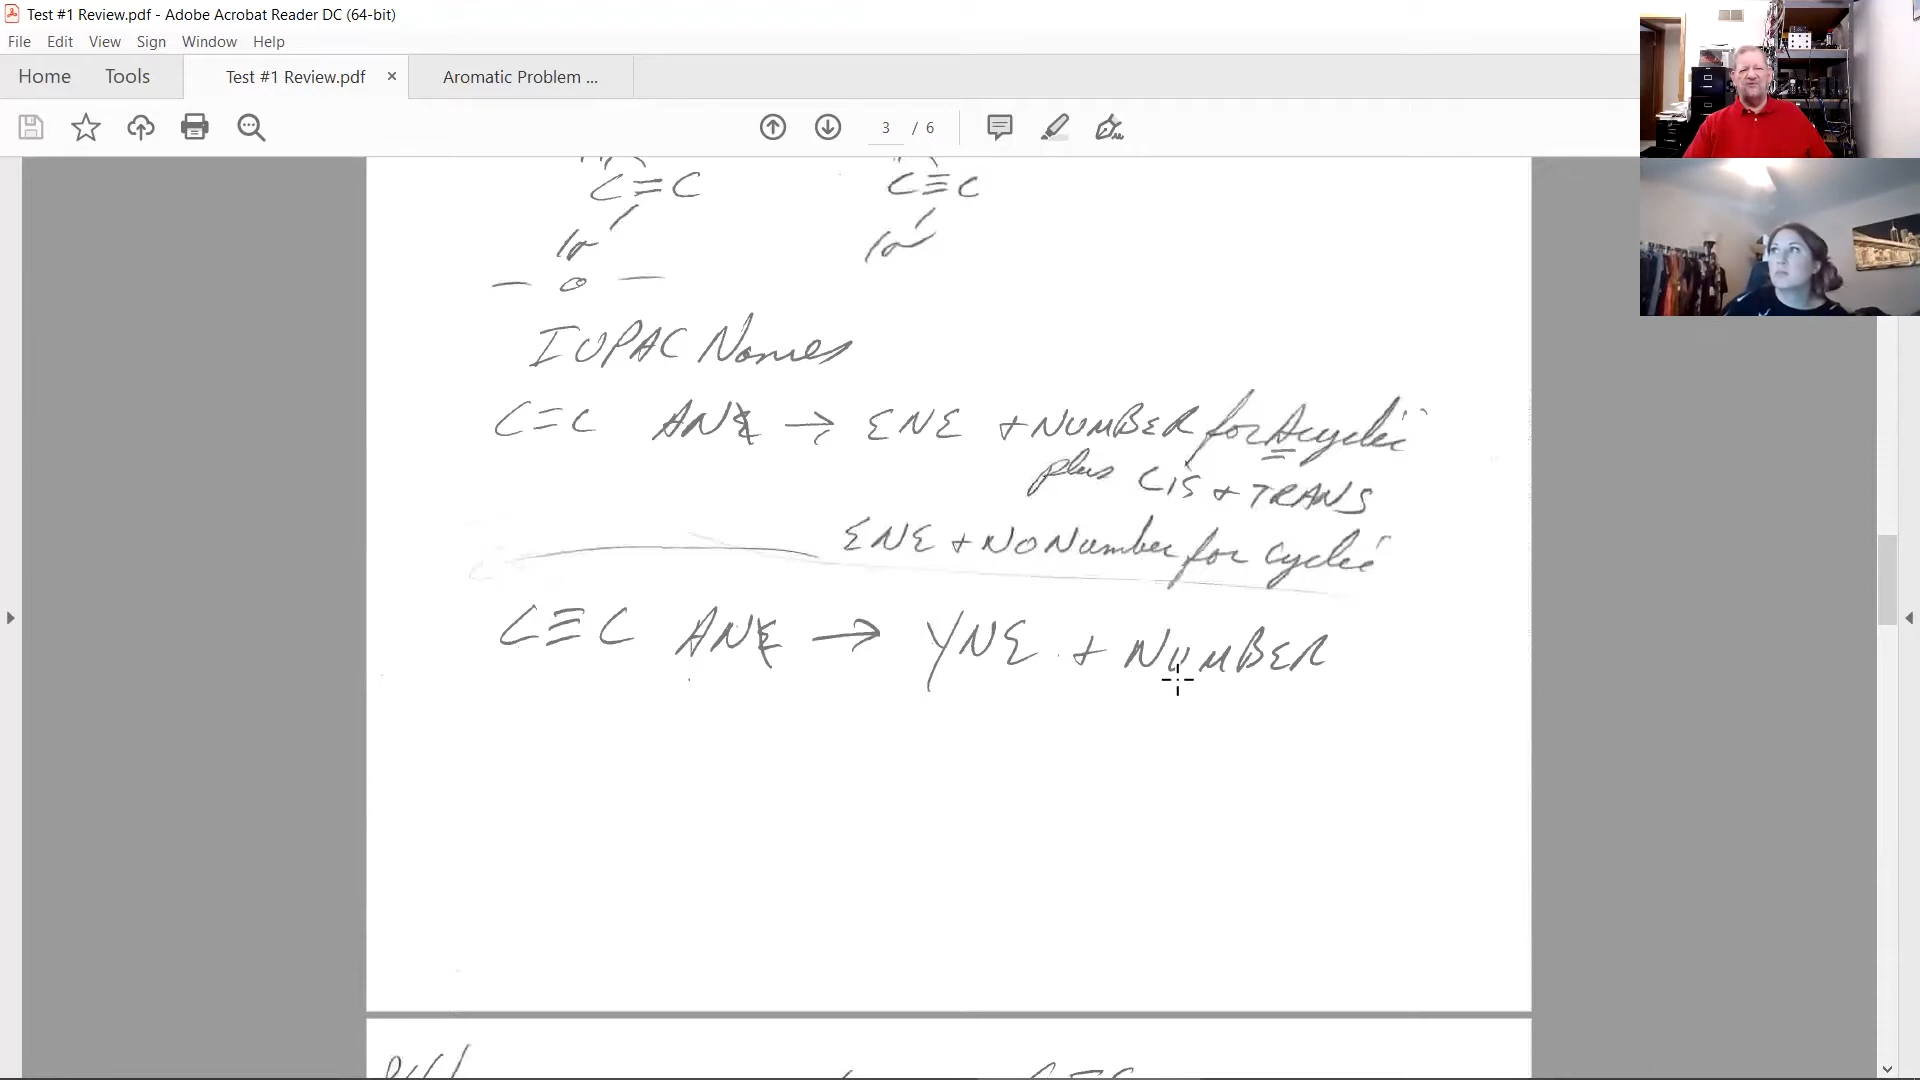 Test #1 Review.pdf - Adobe Acrobat Reader DC (64-bit)
File Edit View Sign Window Help
Home Tools Test #1 Review.pdf × Aromatic Problem ...
3 / 6
C=C C≡C
1σ 1σ
— o —
IUPAC Names
C=C ANE → ENE + NUMBER for Acyclic
plus CIS + TRANS
ENE + NO Number for cyclic
C≡C ANE → YNE + NUMBER